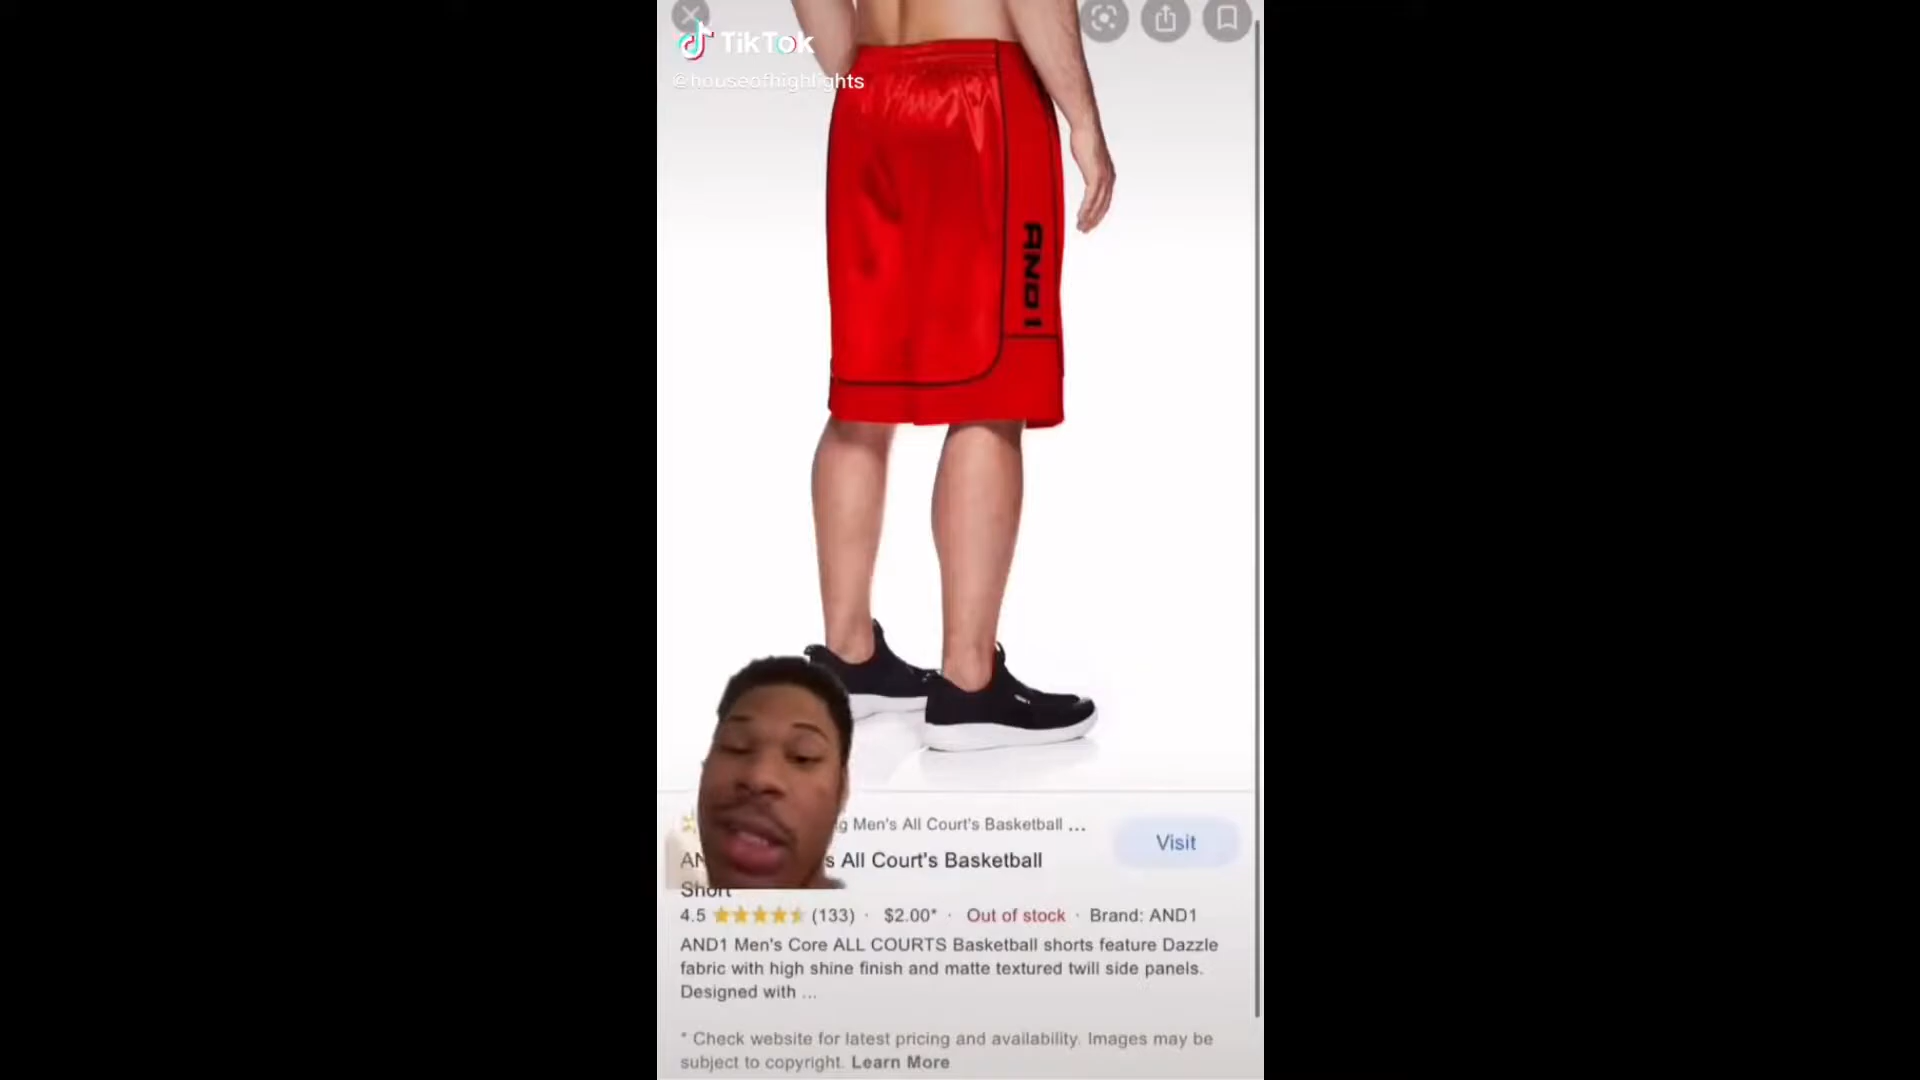 TikTok
@houseofhighlights
AND1
g Men's All Court's Basketball ...
Visit
AN s All Court's Basketball
Short
4.5 (133) · $2.00* · Out of stock · Brand: AND1
AND1 Men's Core ALL COURTS Basketball shorts feature Dazzle
fabric with high shine finish and matte textured twill side panels.
Designed with ...
* Check website for latest pricing and availability. Images may be
subject to copyright. Learn More